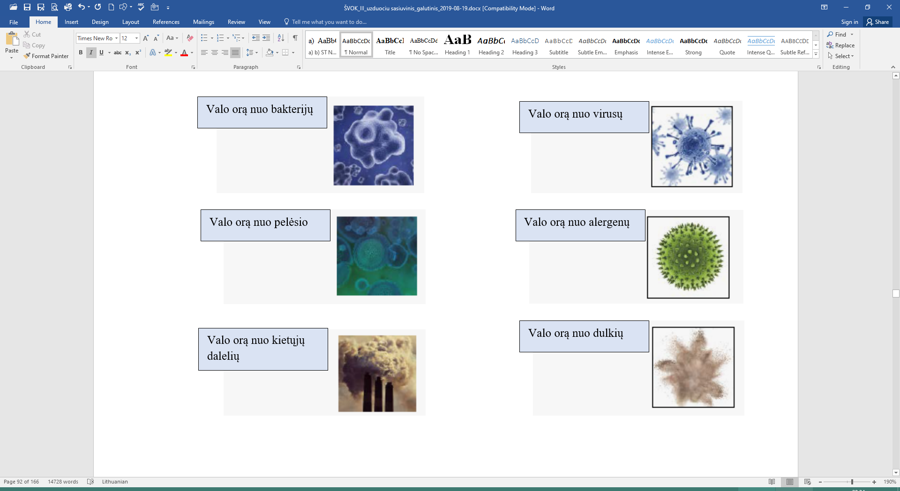 ŠVOK_III_uzduociu sasiuvinis_galutinis_2019-08-19.docx [Compatibility Mode] - Word
File Home Insert Design Layout References Mailings Review View Tell me what you want to do... Sign in Share
Paste Cut Copy Format Painter
Clipboard
Times New Ro 12
Font
Paragraph
AaBbCcDc ¶ Normal
Title
¶ No Spac...
Heading 1
Heading 2
Heading 3
Subtitle
Subtle Em...
Emphasis
Intense E...
Strong
Quote
Intense Q...
Subtle Ref...
Styles
Find
Replace
Select
Editing
Valo orą nuo bakterijų
Valo orą nuo virusų
Valo orą nuo pelėsio
Valo orą nuo alergenų
Valo orą nuo kietųjų
dalelių
Valo orą nuo dulkių
Page 92 of 166 14728 words Lithuanian 190%